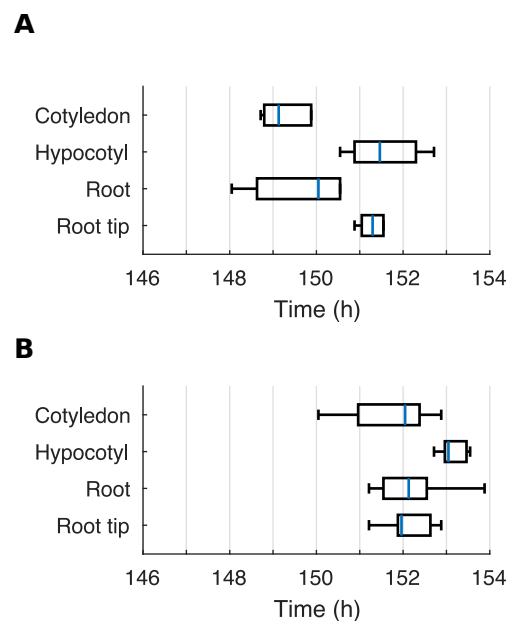 A
Cotyledon
Hypocotyl
Root
Root tip
146 148 150 152 154
Time (h)
B
Cotyledon
Hypocotyl
Root
Root tip
146 148 150 152 154
Time (h)